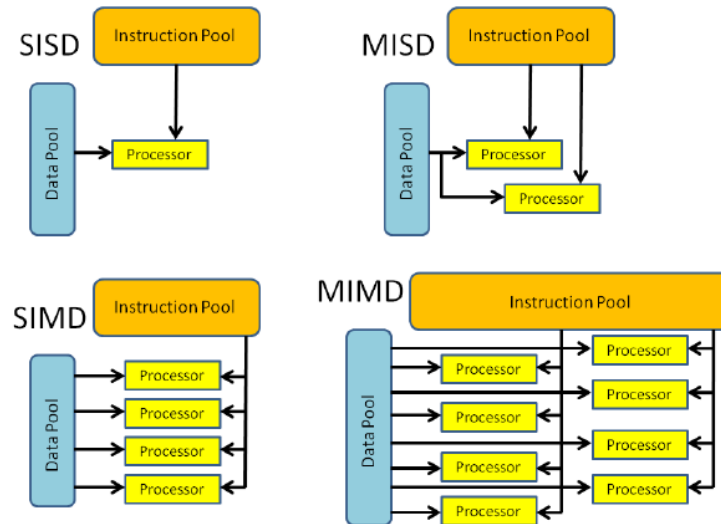 SISD
Instruction Pool
Data Pool
Processor
MISD
Instruction Pool
Data Pool
Processor
Processor
SIMD
Instruction Pool
Data Pool
Processor
Processor
Processor
Processor
MIMD
Instruction Pool
Data Pool
Processor
Processor
Processor
Processor
Processor
Processor
Processor
Processor